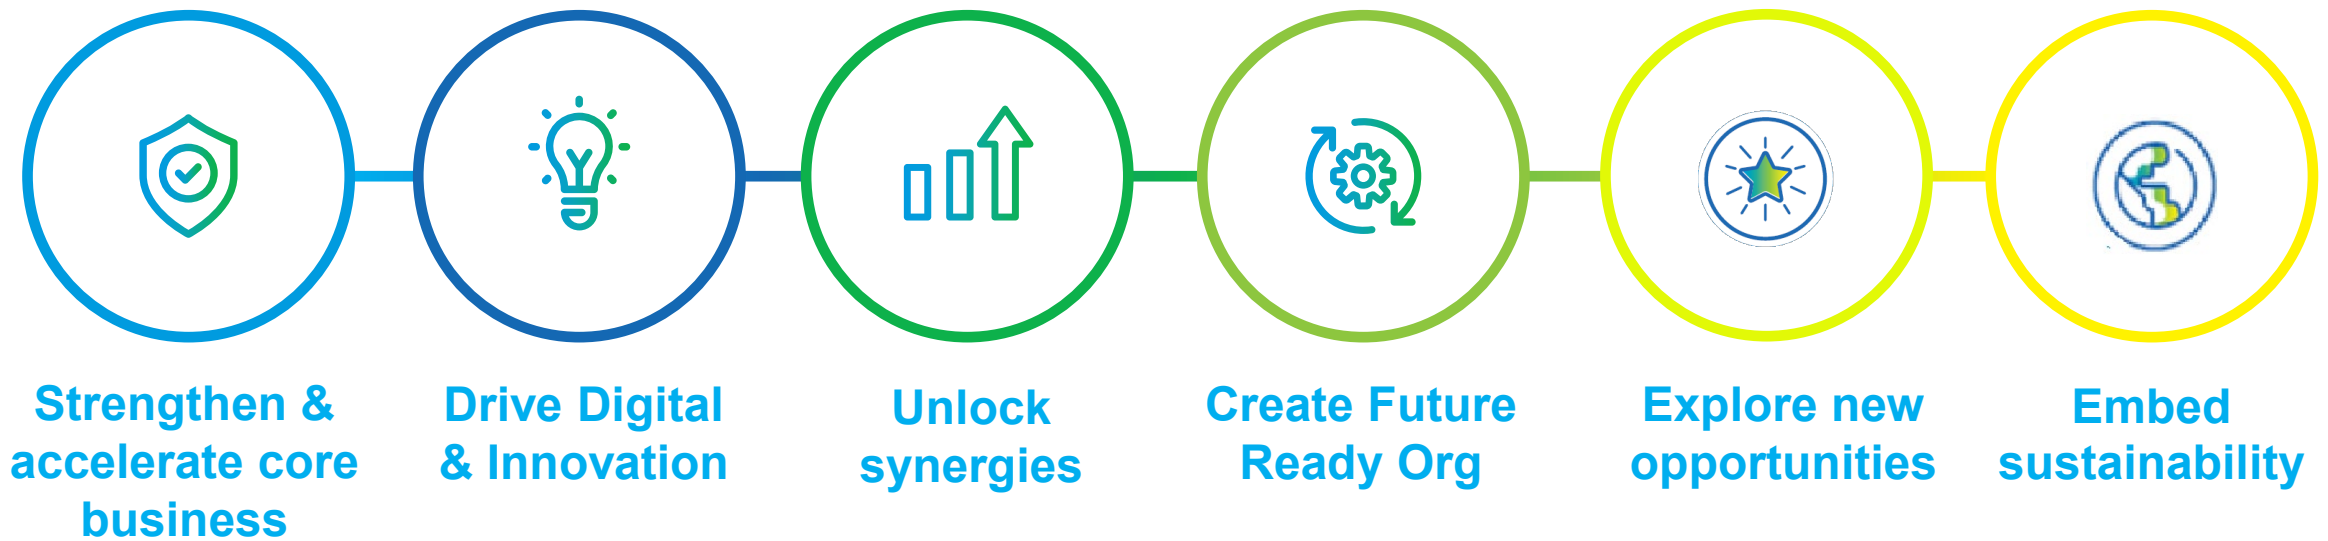 Strengthen &
accelerate core
business
Drive Digital
& Innovation
Unlock
synergies
Create Future
Ready Org
Explore new
opportunities
Embed
sustainability